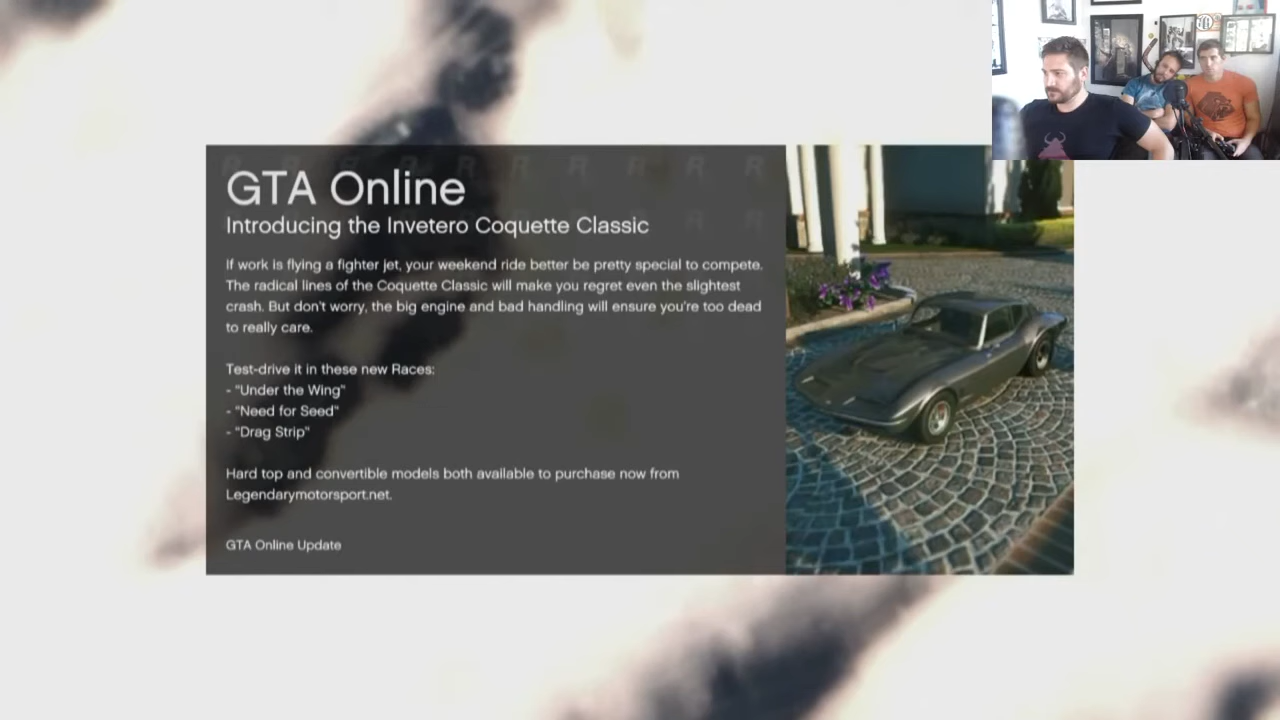 GTA Online
Introducing the Invetero Coquette Classic
If work is flying a fighter jet, your weekend ride better be pretty special to compete.
The radical lines of the Coquette Classic will make you regret even the slightest
crash. But don't worry, the big engine and bad handling will ensure you're too dead
to really care.
Test-drive it in these new Races:
- "Under the Wing"
- "Need for Seed"
- "Drag Strip"
Hard top and convertible models both available to purchase now from
Legendarymotorsport.net.
GTA Online Update